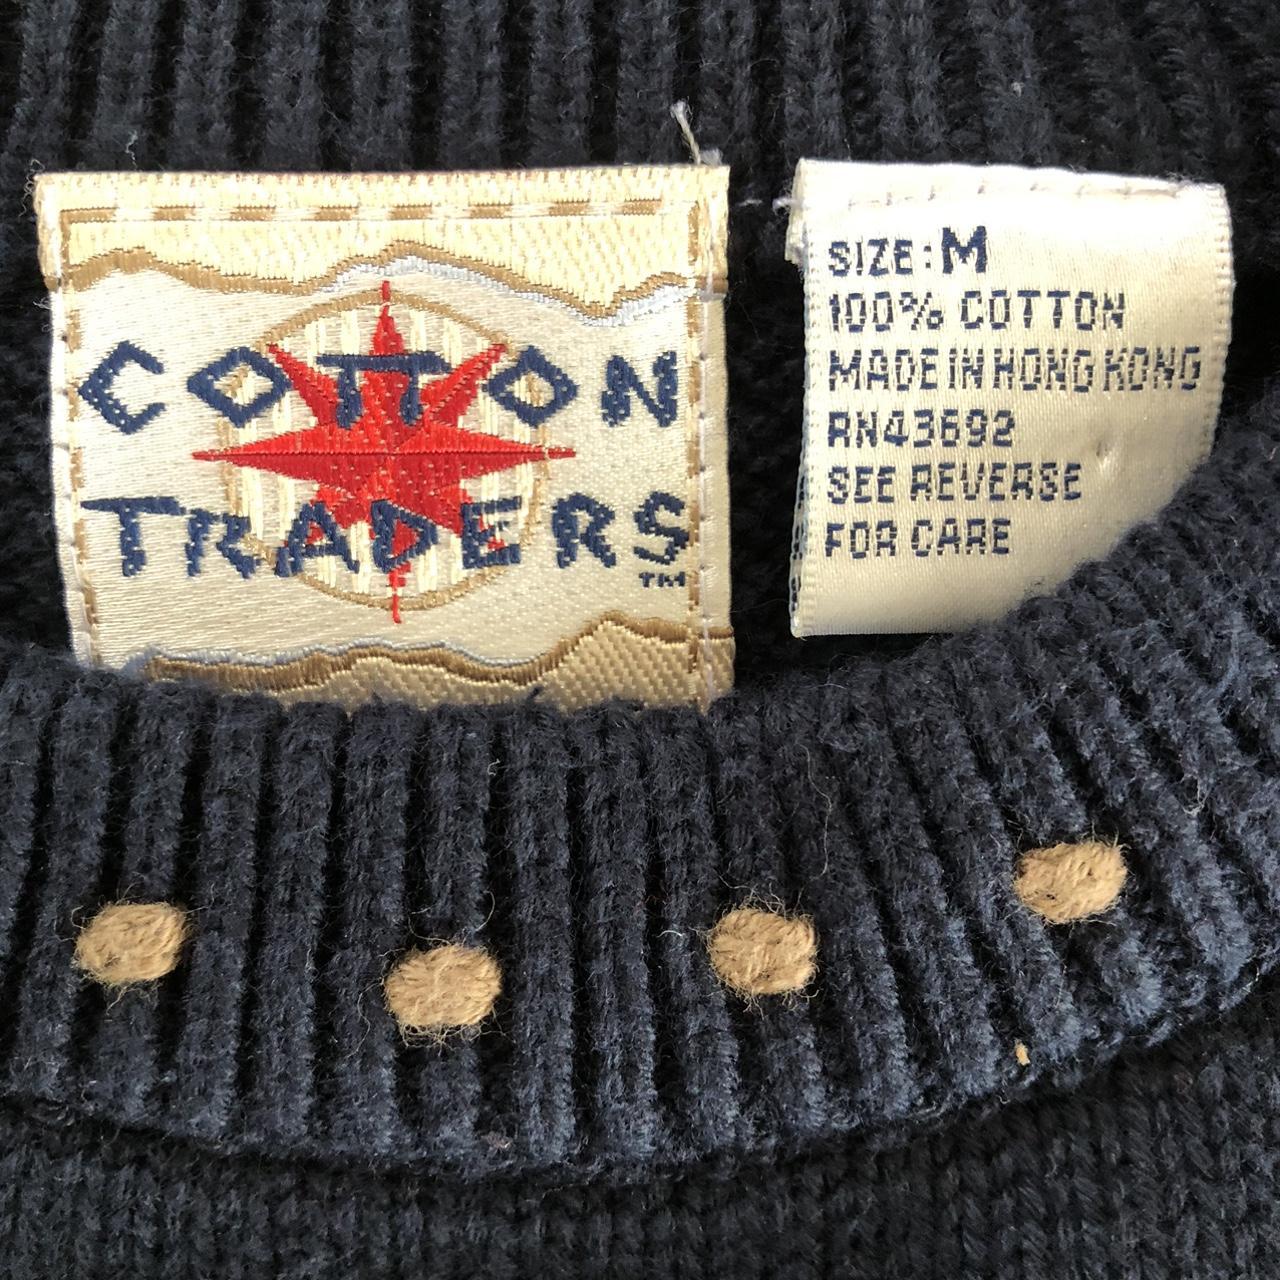 COTTON
TRADERS
TM
SIZE: M
100% COTTON
MADE IN HONG KONG
RN43692
SEE REVERSE
FOR CARE